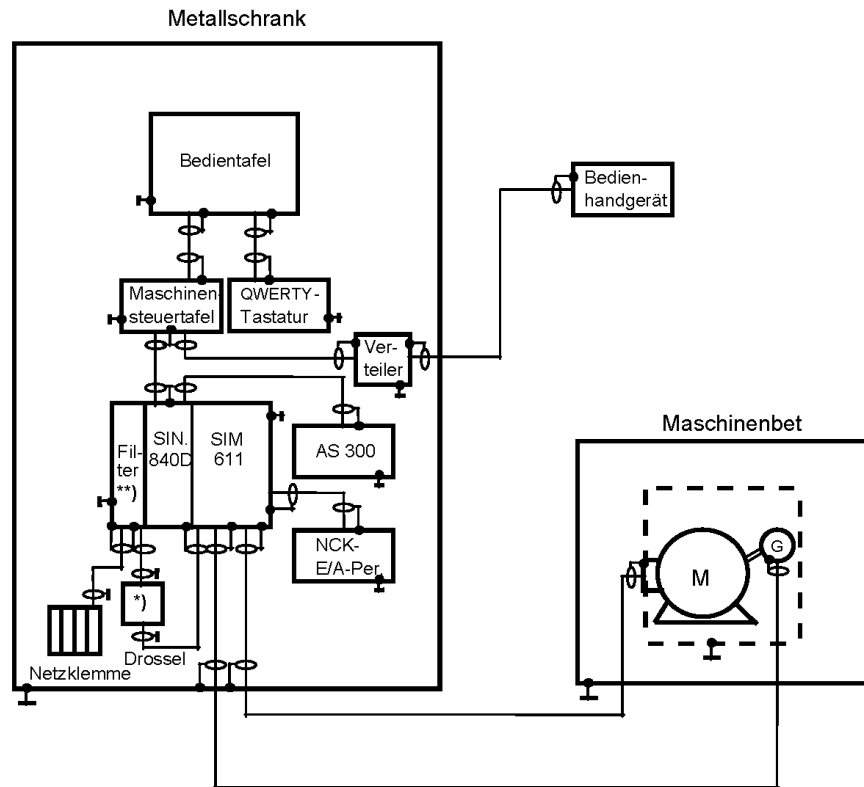 Metallschrank
Bedientafel
Bedien-
handgerät
Maschinen-
steuertafel
QWERTY-
Tastatur
Ver-
teiler
Fil-
ter
**)
SIN.
840D
SIM
611
AS 300
NCK-
E/A-Per.
*)
Drossel
Netzklemme
Maschinenbet
M
G